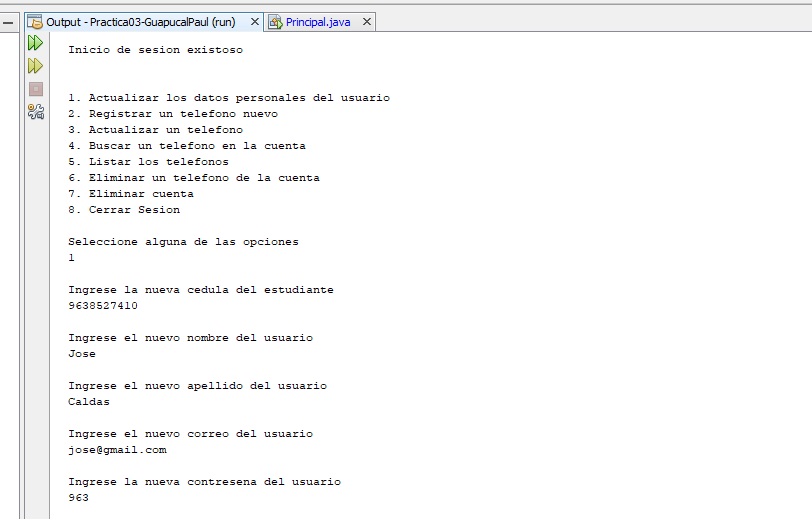 Output - Practica03-GuapucalPaul (run)
Principal.java
Inicio de sesion existoso
1. Actualizar los datos personales del usuario
2. Registrar un telefono nuevo
3. Actualizar un telefono
4. Buscar un telefono en la cuenta
5. Listar los telefonos
6. Eliminar un telefono de la cuenta
7. Eliminar cuenta
8. Cerrar Sesion
Seleccione alguna de las opciones
1
Ingrese la nueva cedula del estudiante
9638527410
Ingrese el nuevo nombre del usuario
Jose
Ingrese el nuevo apellido del usuario
Caldas
Ingrese el nuevo correo del usuario
jose@gmail.com
Ingrese la nueva contresena del usuario
963